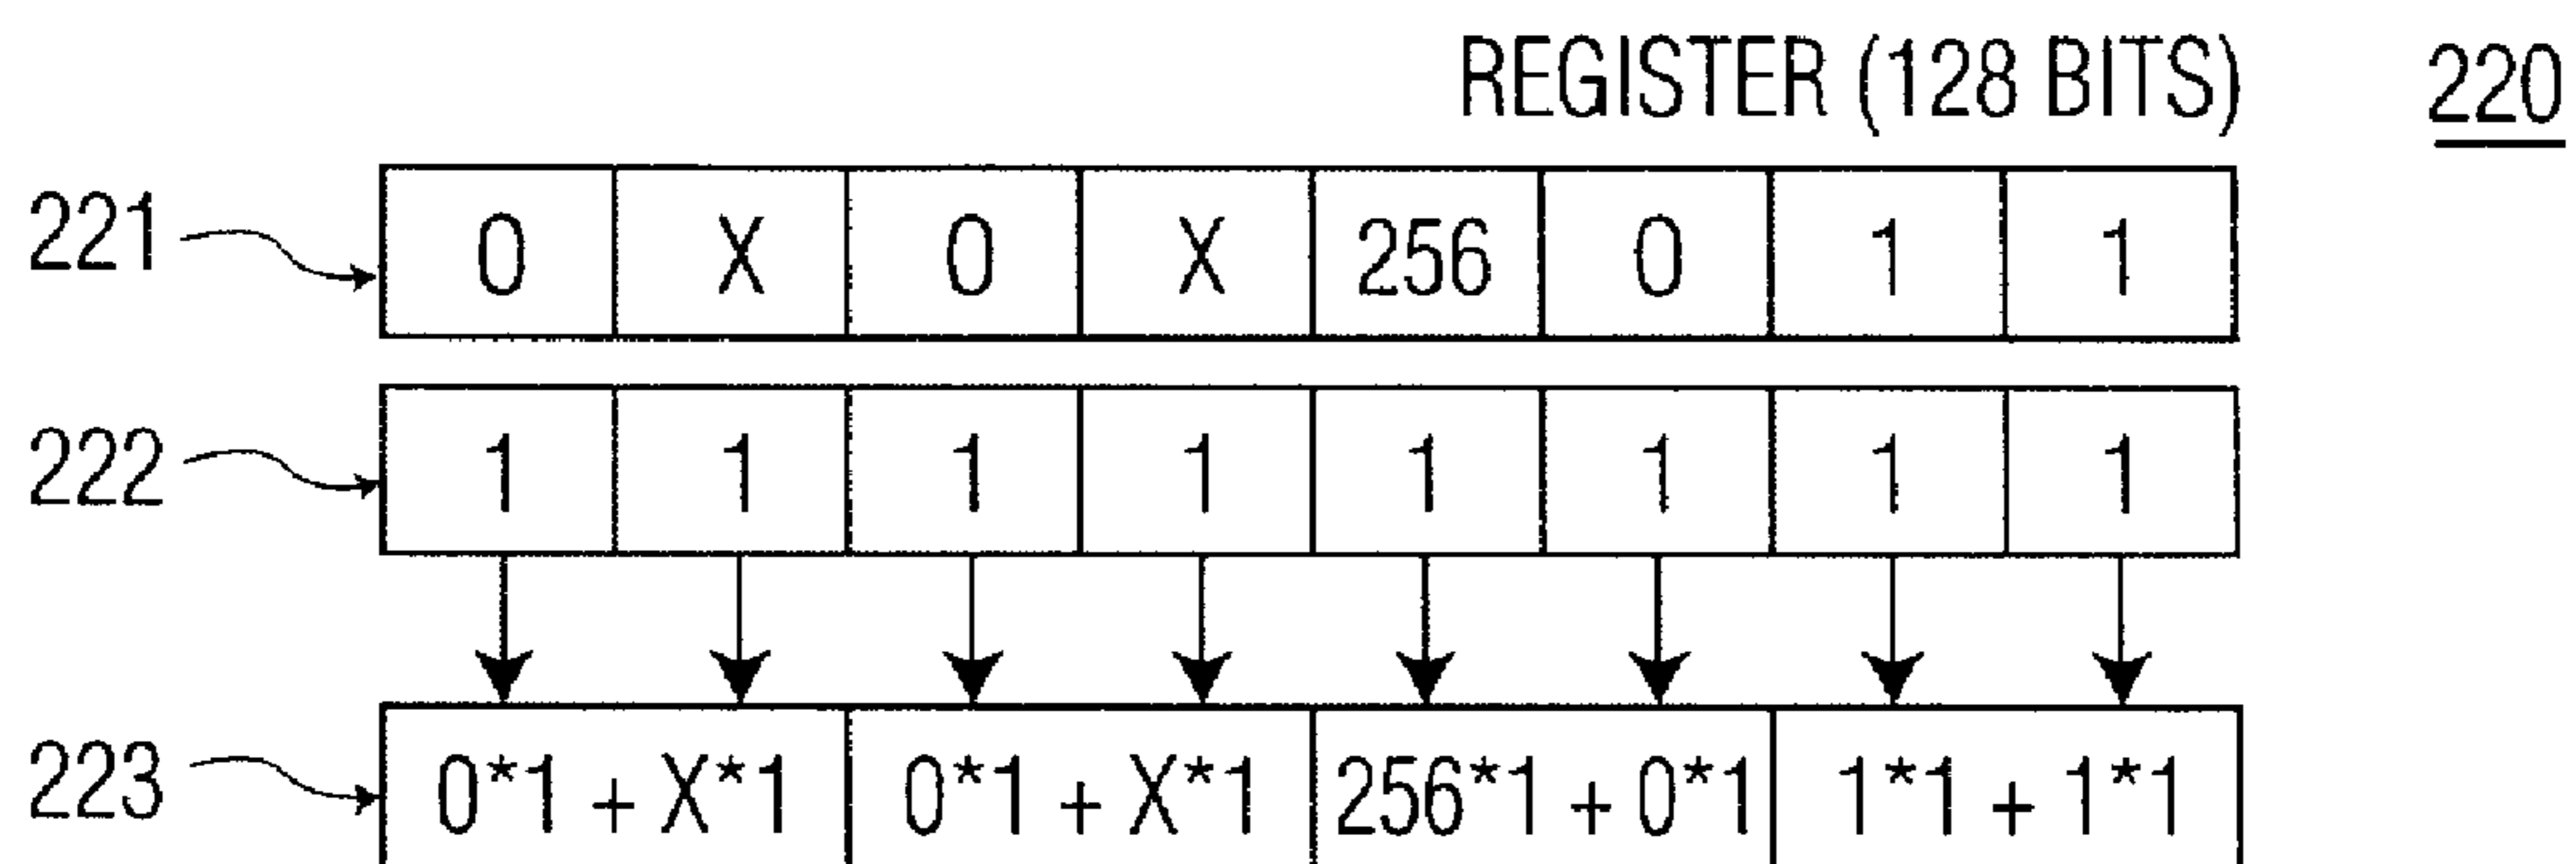 REGISTER (128 BITS) 220
221 0 X 0 X 256 0 1 1
222 1 1 1 1 1 1 1 1
223 0*1 + X*1 0*1 + X*1 256*1 + 0*1 1*1 + 1*1